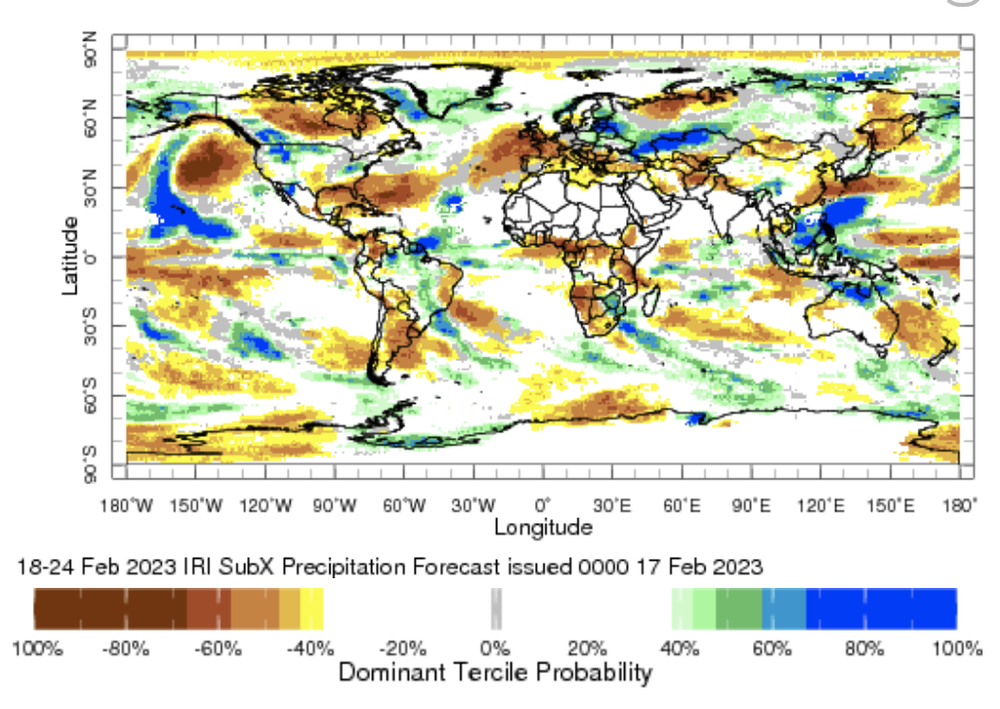 90°N
60°N
30°N
0°
30°S
60°S
90°S
Latitude
180°W 150°W 120°W 90°W 60°W 30°W 0° 30°E 60°E 90°E 120°E 150°E 180°
Longitude
18-24 Feb 2023 IRI SubX Precipitation Forecast issued 0000 17 Feb 2023
100% -80% -60% -40% -20% 0% 20% 40% 60% 80% 100%
Dominant Tercile Probability